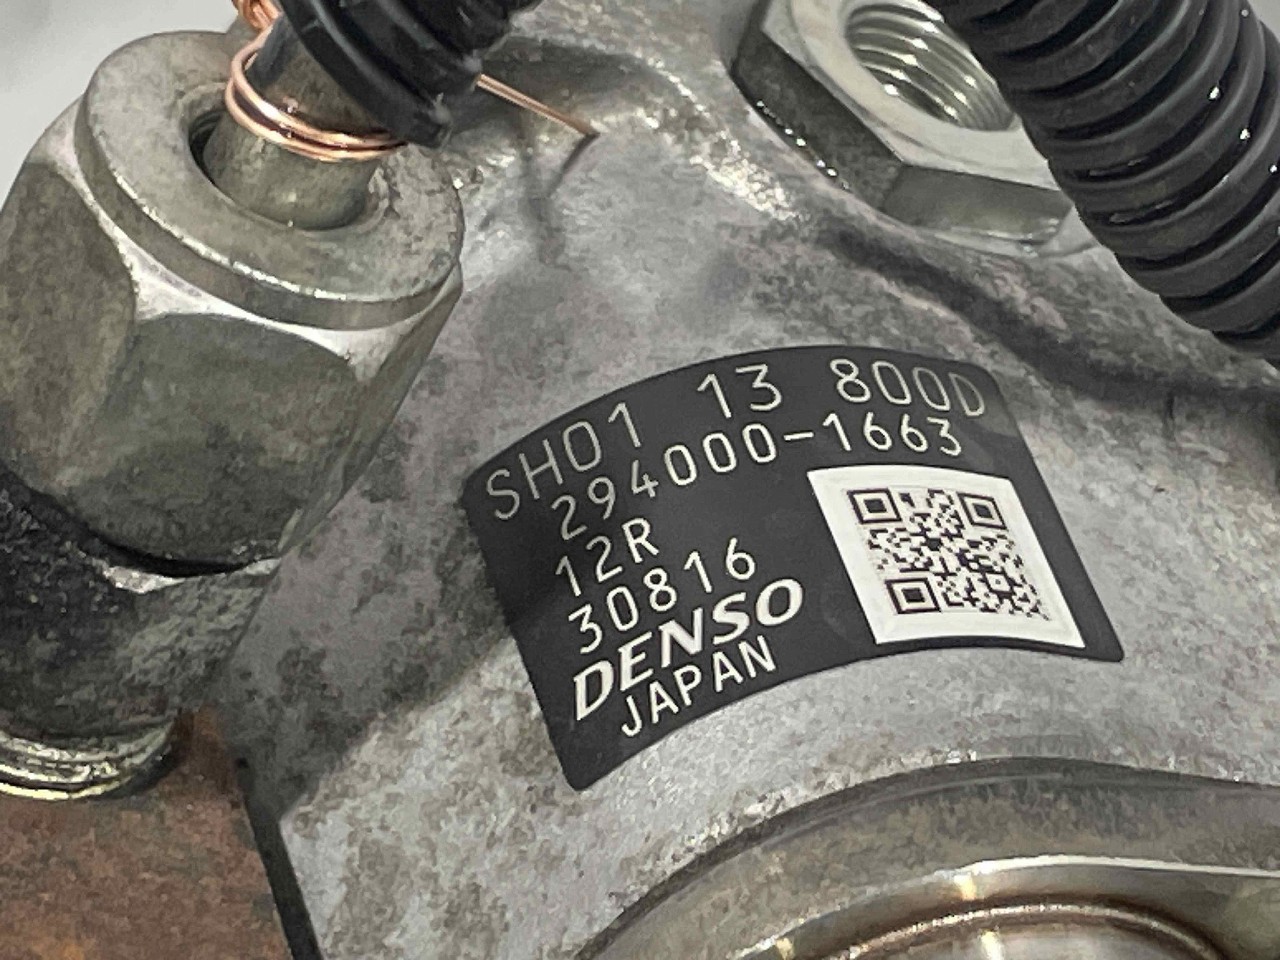 SH01 13 800D
294000-1663
12R
30816
DENSO
JAPAN